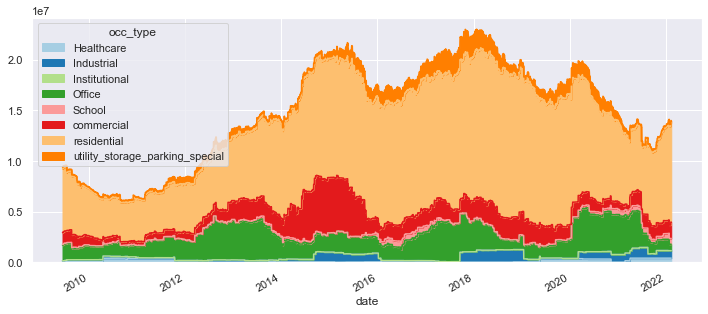 1e7
occ_type
Healthcare
Industrial
Institutional
Office
School
commercial
residential
utility_storage_parking_special
2.0
1.5
1.0
0.5
0.0
2010
2012
2014
2016
2018
2020
2022
date